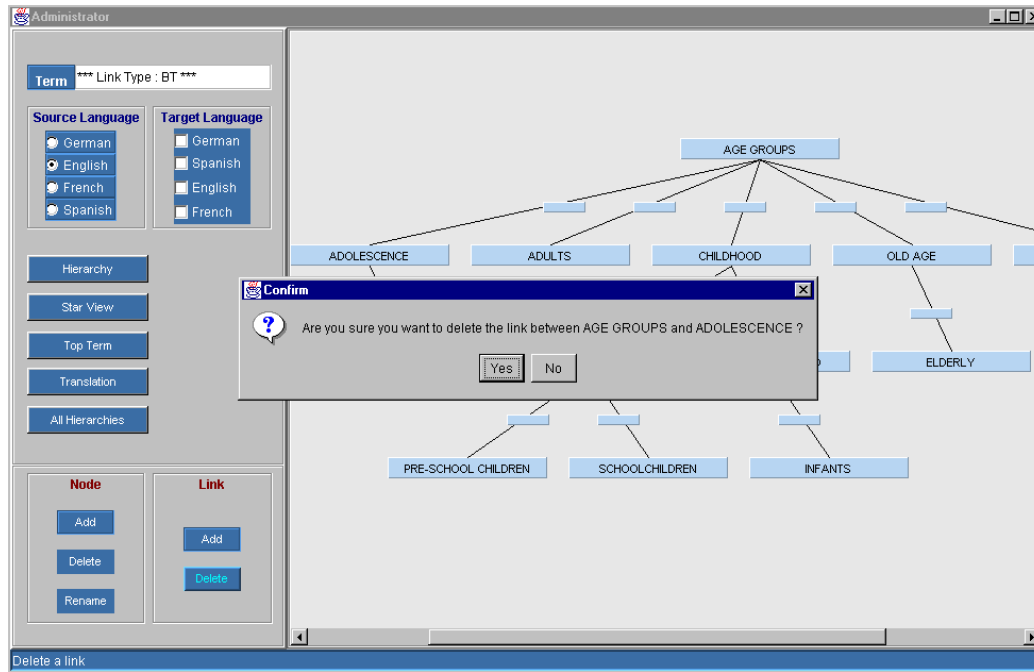 Administrator
Term *** Link Type : BT ***
Source Language
German
English
French
Spanish
Target Language
German
Spanish
English
French
Hierarchy
Star View
Top Term
Translation
All Hierarchies
Node
Add
Delete
Rename
Link
Add
Delete
AGE GROUPS
ADOLESCENCE ADULTS CHILDHOOD OLD AGE
Confirm
Are you sure you want to delete the link between AGE GROUPS and ADOLESCENCE ?
Yes No
ELDERLY
PRE-SCHOOL CHILDREN SCHOOLCHILDREN INFANTS
Delete a link